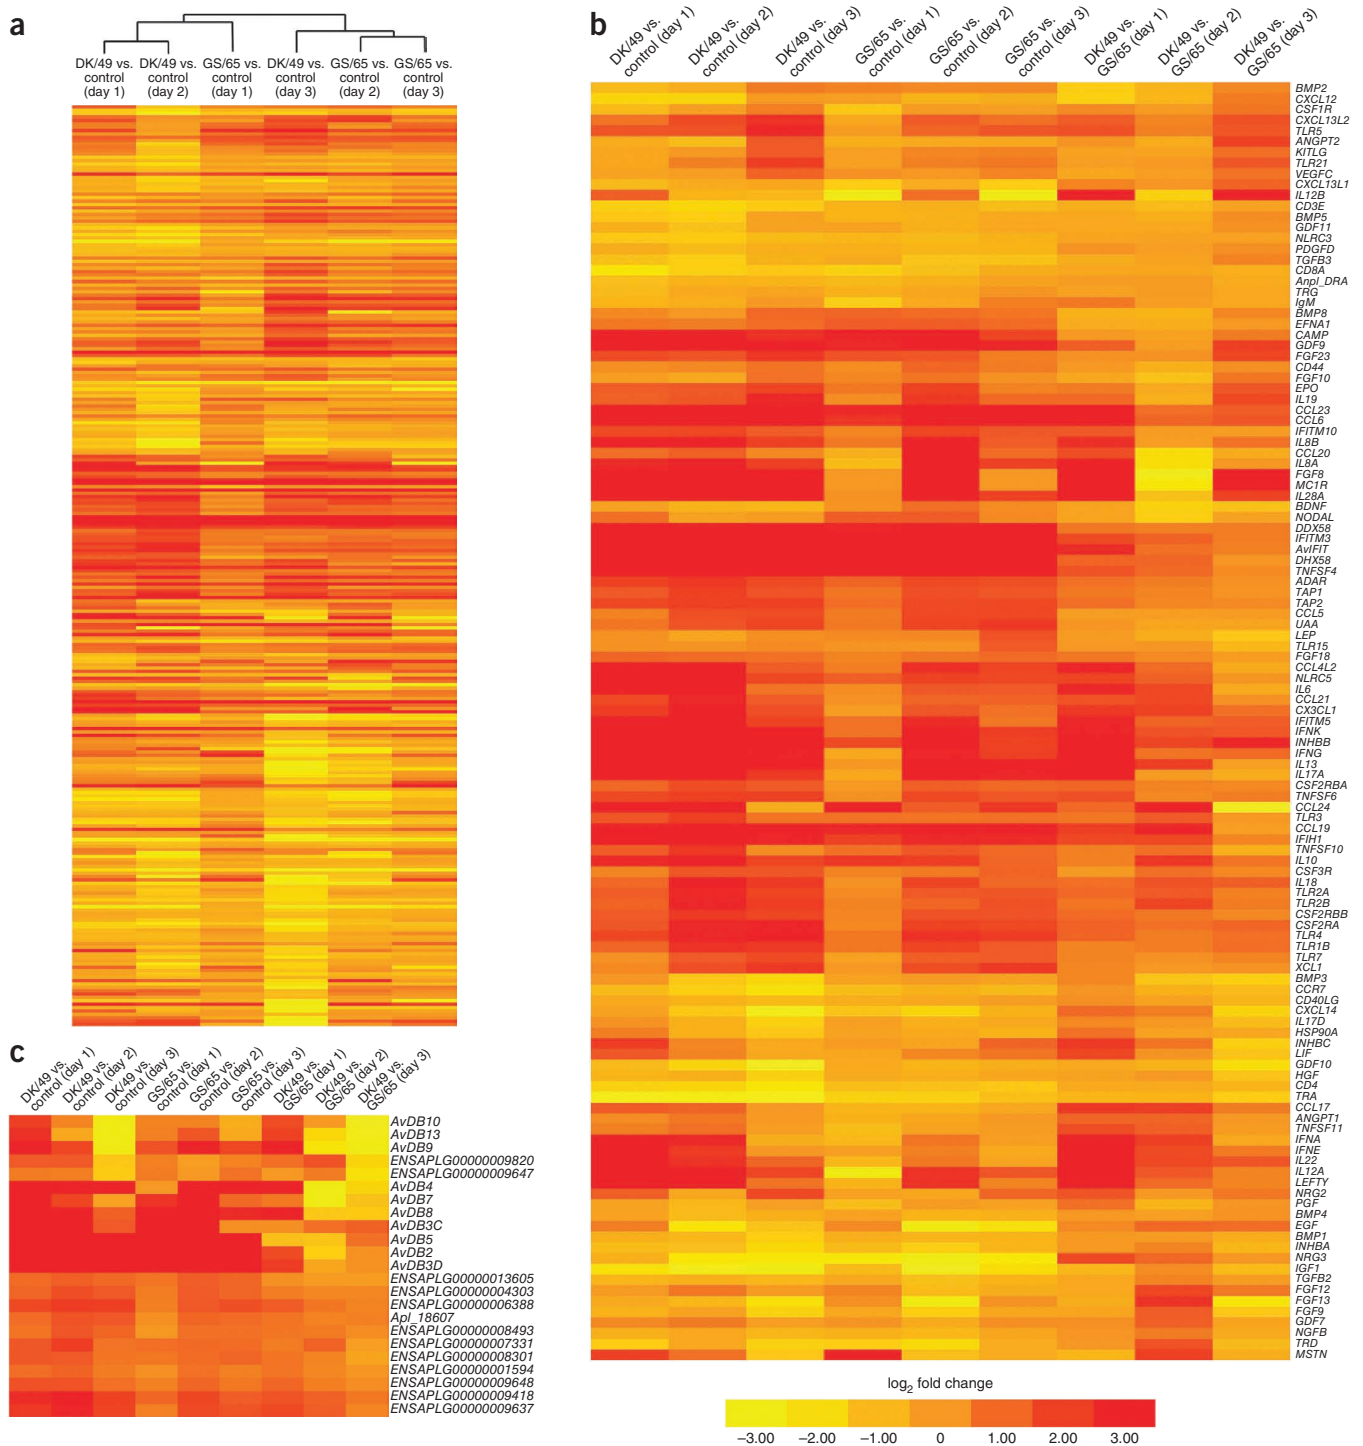 a
DK/49 vs.
control
(day 1)
DK/49 vs.
control
(day 2)
GS/65 vs.
control
(day 1)
DK/49 vs.
control
(day 3)
GS/65 vs.
control
(day 2)
GS/65 vs.
control
(day 3)
b
DK/49 vs.
control (day 1)
DK/49 vs.
control (day 2)
DK/49 vs.
control (day 3)
GS/65 vs.
control (day 1)
GS/65 vs.
control (day 2)
GS/65 vs.
control (day 3)
DK/49 vs.
GS/65 (day 1)
DK/49 vs.
GS/65 (day 2)
DK/49 vs.
GS/65 (day 3)
BMP2
CXCL12
CSF1R
CXCL13L2
TLR5
ANGPT2
KITLG
TLR21
VEGFC
CXCL13L1
IL12B
CD3E
BMP5
GDF11
NLRC3
PDGFD
TGFB3
CD8A
Anpl_DRA
TRG
IgM
BMP8
EFNA1
CAMP
GDF9
FGF23
CD44
FGF10
EPO
IL19
CCL23
CCL6
IFITM10
IL8B
CCL20
IL8A
FGF8
MC1R
IL28A
BDNF
NODAL
DDX58
IFITM3
AvIFIT
DHX58
TNFSF4
ADAR
TAP1
TAP2
CCL5
UAA
LEP
TLR15
FGF18
CCL4L2
NLRC5
IL6
CCL21
CX3CL1
IFITM5
IFNK
INHBB
IFNG
IL13
IL17A
CSF2RBA
TNFSF6
CCL24
TLR3
CCL19
IFIH1
TNFSF10
IL10
CSF3R
IL18
TLR2A
TLR2B
CSF2RBB
CSF2RA
TLR4
TLR1B
TLR7
XCL1
BMP3
CCR7
CD40LG
CXCL14
IL17D
HSP90A
INHBC
LIF
GDF10
HGF
CD4
TRA
CCL17
ANGPT1
TNFSF11
IFNA
IFNE
IL22
IL12A
LEFTY
NRG2
PGF
BMP4
EGF
BMP1
INHBA
NRG3
IGF1
TGFB2
FGF12
FGF13
FGF9
GDF7
NGFB
TRD
MSTN
c
DK/49 vs.
control (day 1)
DK/49 vs.
control (day 2)
DK/49 vs.
control (day 3)
GS/65 vs.
control (day 1)
GS/65 vs.
control (day 2)
GS/65 vs.
control (day 3)
DK/49 vs.
GS/65 (day 1)
DK/49 vs.
GS/65 (day 2)
DK/49 vs.
GS/65 (day 3)
AvDB10
AvDB13
AvDB9
ENSAPLG00000009820
ENSAPLG00000009647
AvDB4
AvDB7
AvDB8
AvDB3C
AvDB5
AvDB2
AvDB3D
ENSAPLG00000013605
ENSAPLG00000004303
ENSAPLG00000006388
Apl_18607
ENSAPLG00000008493
ENSAPLG00000007331
ENSAPLG00000008301
ENSAPLG00000001594
ENSAPLG00000009648
ENSAPLG00000009418
ENSAPLG00000009637
log2 fold change
–3.00 –2.00 –1.00 0 1.00 2.00 3.00